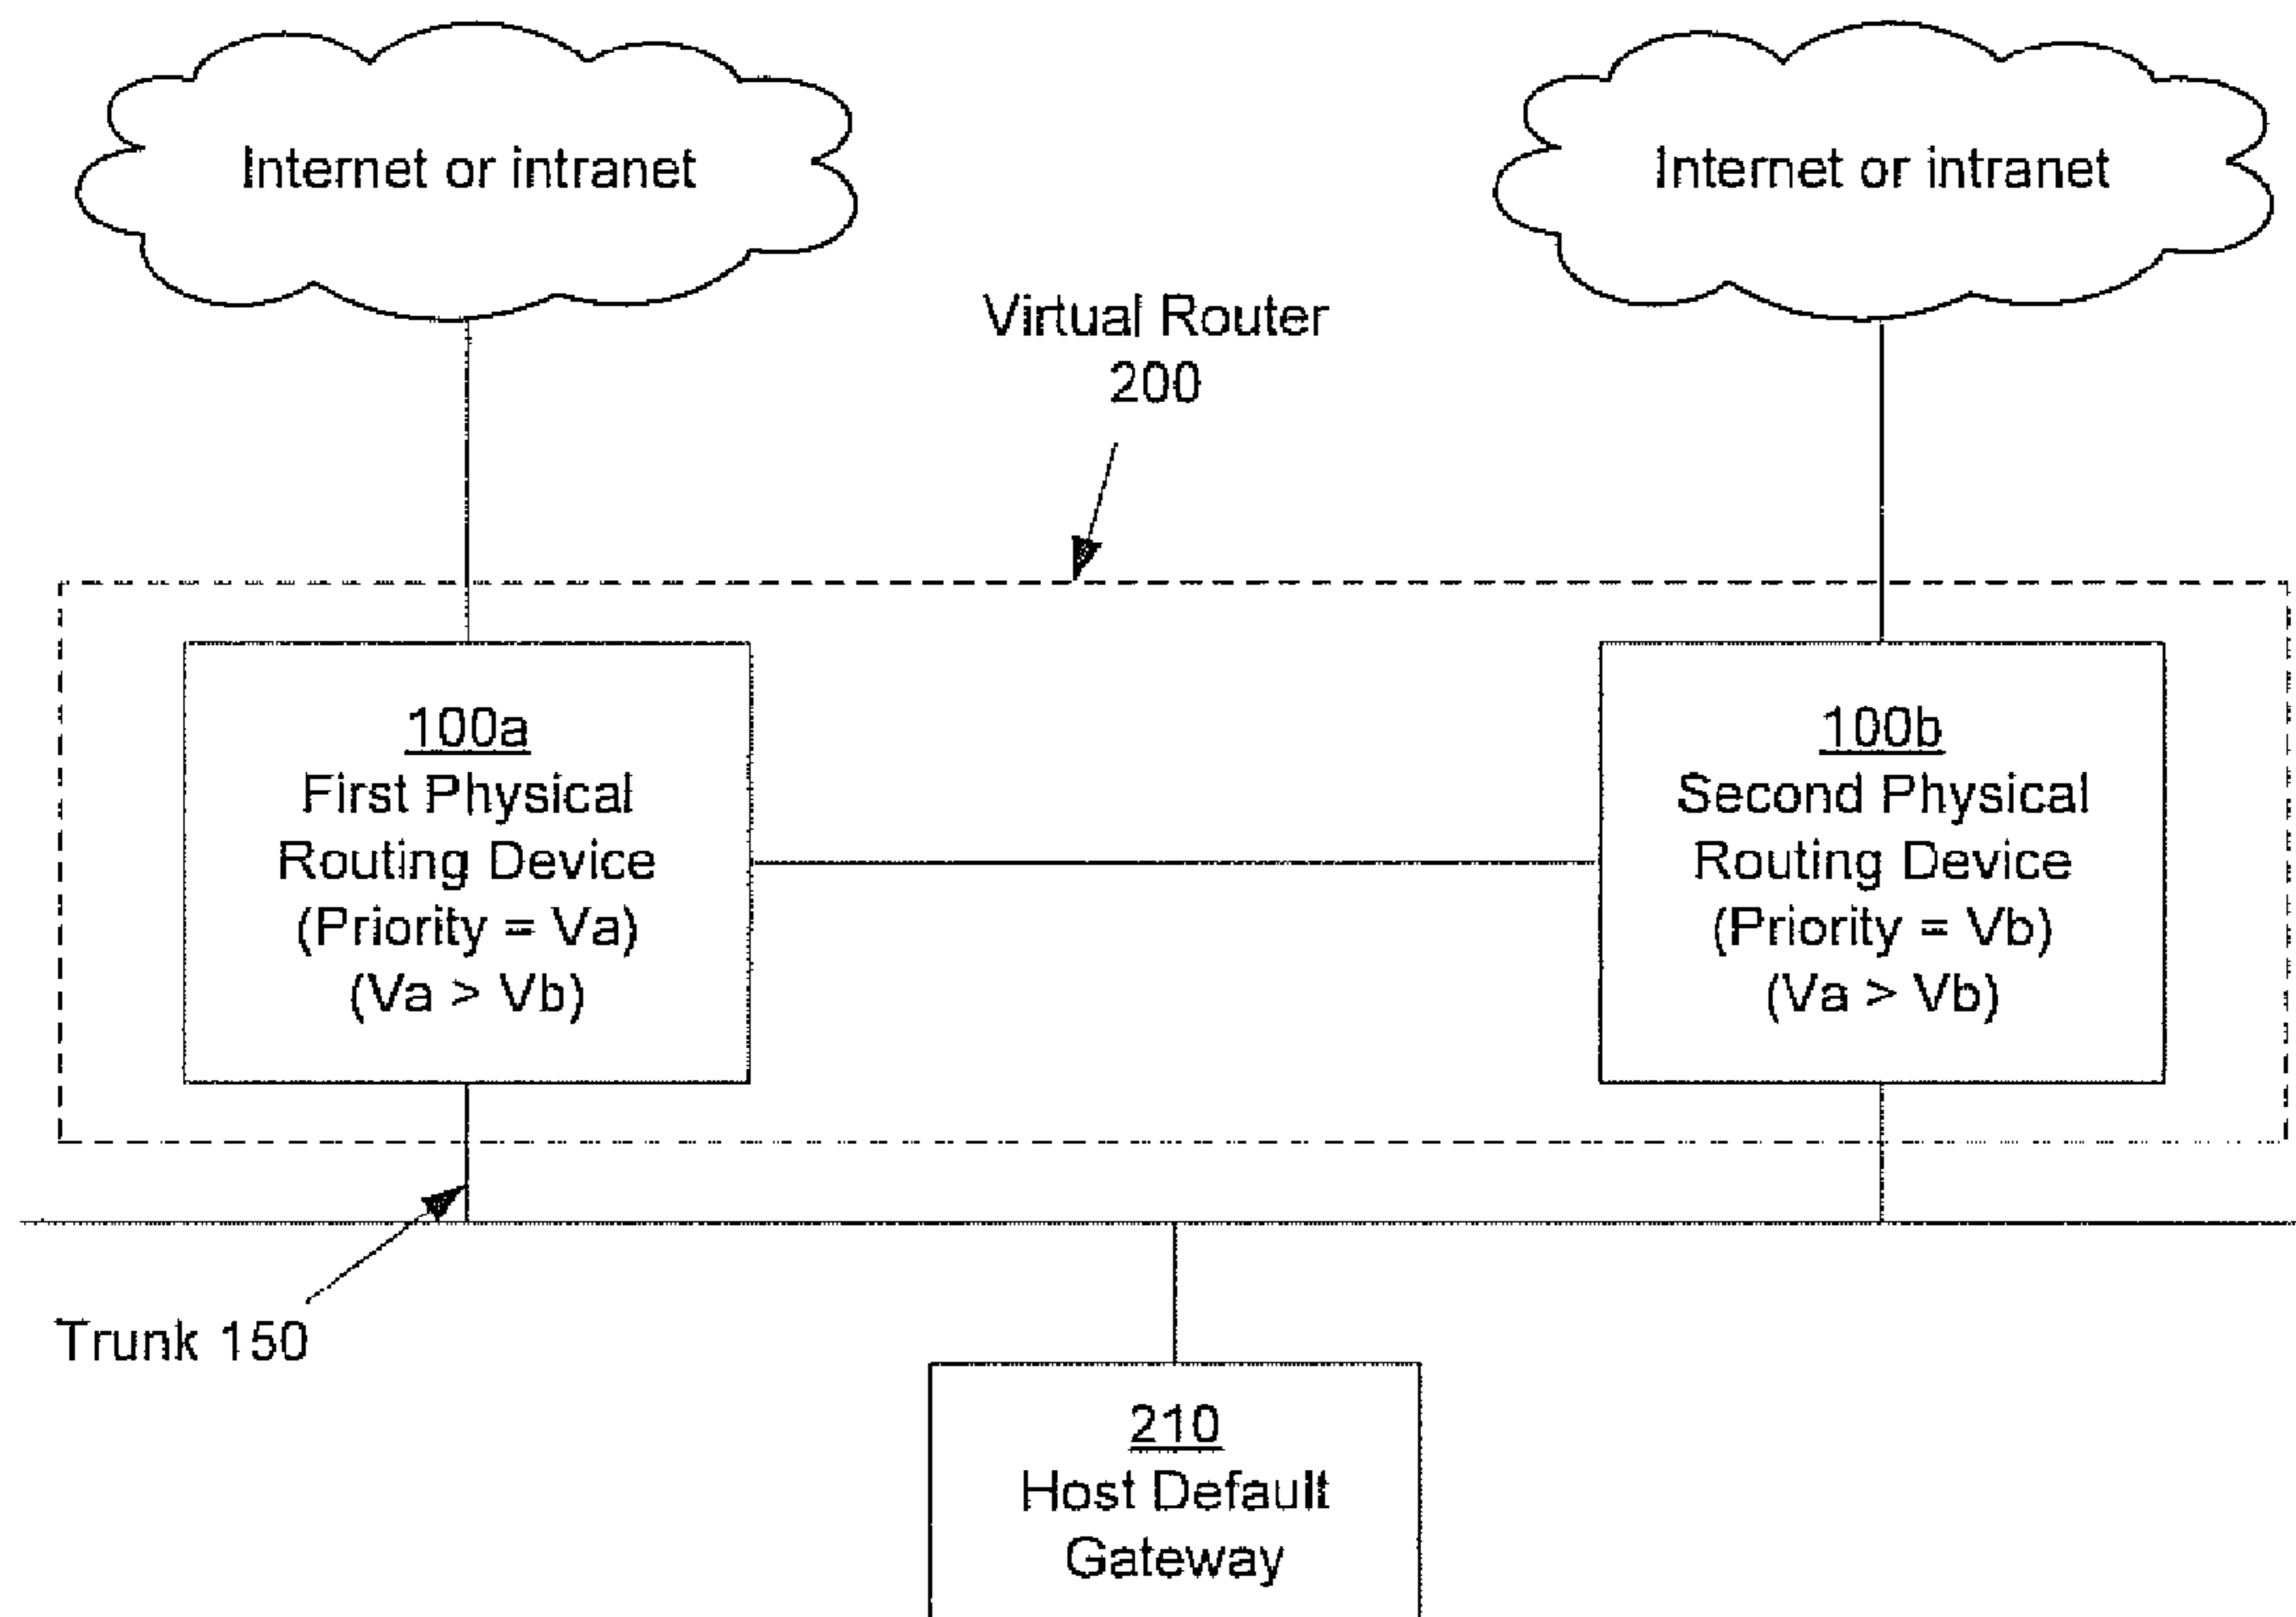 Internet or intranet
Internet or intranet
Virtual Router
200
100a
First Physical
Routing Device
(Priority = Va)
(Va > Vb)
100b
Second Physical
Routing Device
(Priority = Vb)
(Va > Vb)
Trunk 150
210
Host Default
Gateway